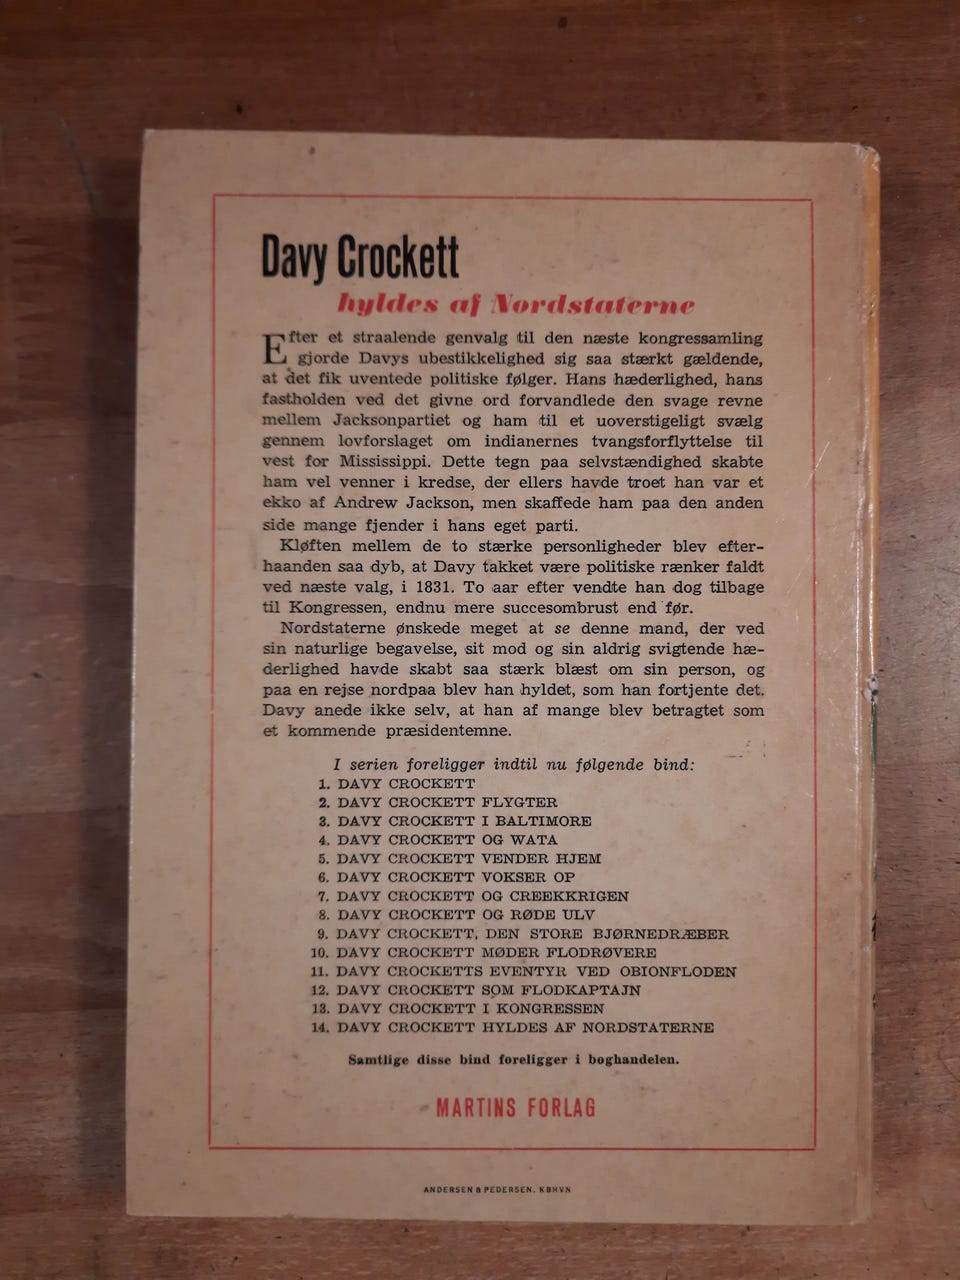 Davy Crockett
hyldes af Nordstaterne
Efter et straalende genvalg til den næste kongressamling
gjorde Davys ubestikkelighed sig saa stærkt gældende,
at det fik uventede politiske følger. Hans hæderlighed, hans
fastholden ved det givne ord forvandlede den svage revne
mellem Jacksonpartiet og ham til et uoverstigeligt svælg
gennem lovforslaget om indianernes tvangsforflyttelse til
vest for Mississippi. Dette tegn paa selvstændighed skabte
ham vel venner i kredse, der ellers havde troet han var et
ekko af Andrew Jackson, men skaffede ham paa den anden
side mange fjender i hans eget parti.
Kløften mellem de to stærke personligheder blev efter-
haanden saa dyb, at Davy takket være politiske rænker faldt
ved næste valg, i 1831. To aar efter vendte han dog tilbage
til Kongressen, endnu mere succesombrust end før.
Nordstaterne ønskede meget at se denne mand, der ved
sin naturlige begavelse, sit mod og sin aldrig svigtende hæ-
derlighed havde skabt saa stærk blæst om sin person, og
paa en rejse nordpaa blev han hyldet, som han fortjente det.
Davy anede ikke selv, at han af mange blev betragtet som
et kommende præsidentemne.
I serien foreligger indtil nu følgende bind:
1. DAVY CROCKETT
2. DAVY CROCKETT FLYGTER
3. DAVY CROCKETT I BALTIMORE
4. DAVY CROCKETT OG WATA
5. DAVY CROCKETT VENDER HJEM
6. DAVY CROCKETT VOKSER OP
7. DAVY CROCKETT OG CREEKKRIGEN
8. DAVY CROCKETT OG RØDE ULV
9. DAVY CROCKETT, DEN STORE BJØRNEDRÆBER
10. DAVY CROCKETT MØDER FLODRØVERE
11. DAVY CROCKETTS EVENTYR VED OBIONFLODEN
12. DAVY CROCKETT SOM FLODKAPTAJN
13. DAVY CROCKETT I KONGRESSEN
14. DAVY CROCKETT HYLDES AF NORDSTATERNE
Samtlige disse bind foreligger i boghandelen.
MARTINS FORLAG
ANDERSEN & PEDERSEN, KBHVN